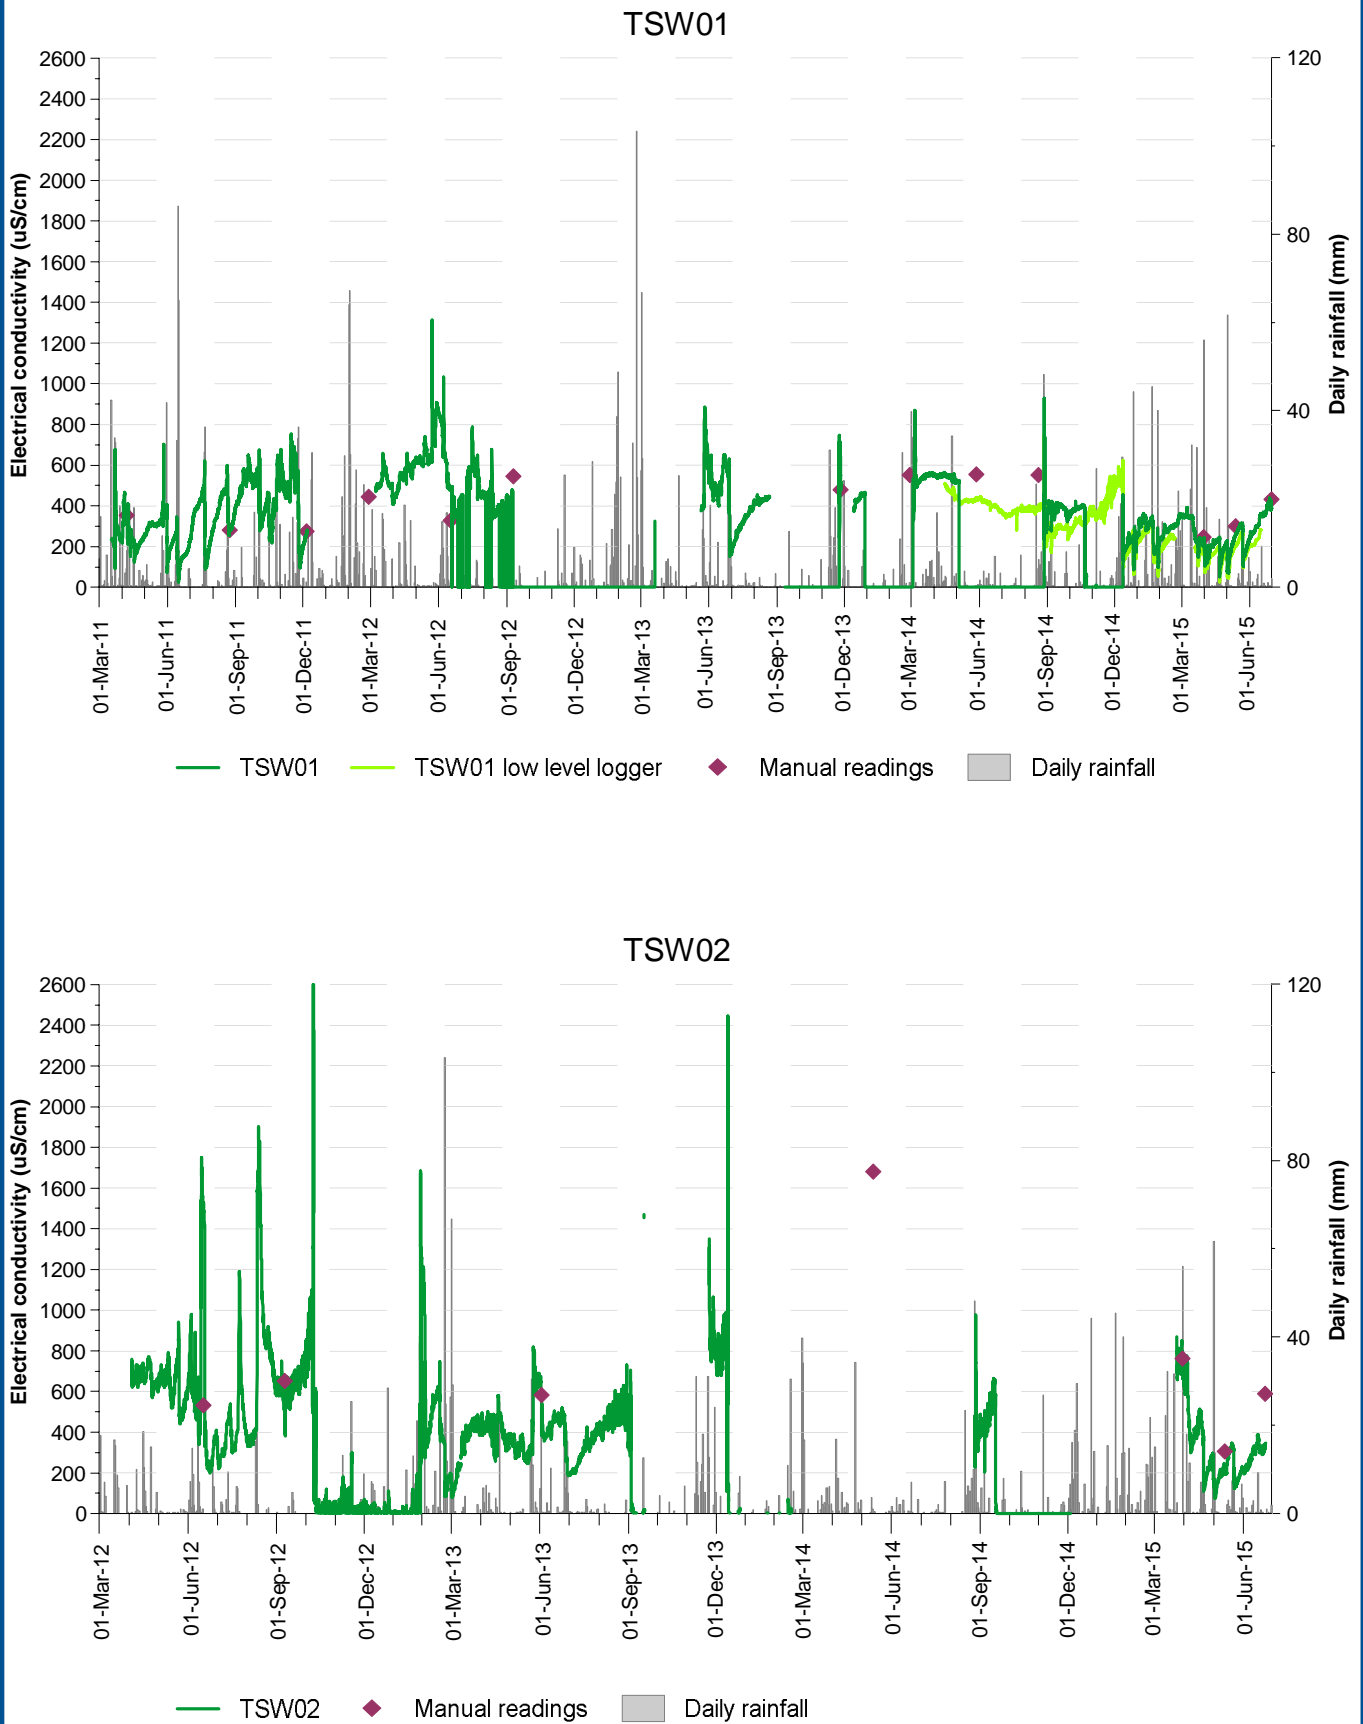 TSW01
2600
2400
2200
2000
1800
1600
1400
1200
1000
800
600
400
200
0
Electrical conductivity (uS/cm)
120
80
40
0
Daily rainfall (mm)
01-Mar-11
01-Jun-11
01-Sep-11
01-Dec-11
01-Mar-12
01-Jun-12
01-Sep-12
01-Dec-12
01-Mar-13
01-Jun-13
01-Sep-13
01-Dec-13
01-Mar-14
01-Jun-14
01-Sep-14
01-Dec-14
01-Mar-15
01-Jun-15
TSW01 TSW01 low level logger Manual readings Daily rainfall
TSW02
2600
2400
2200
2000
1800
1600
1400
1200
1000
800
600
400
200
0
Electrical conductivity (uS/cm)
120
80
40
0
Daily rainfall (mm)
01-Mar-12
01-Jun-12
01-Sep-12
01-Dec-12
01-Mar-13
01-Jun-13
01-Sep-13
01-Dec-13
01-Mar-14
01-Jun-14
01-Sep-14
01-Dec-14
01-Mar-15
01-Jun-15
TSW02 Manual readings Daily rainfall